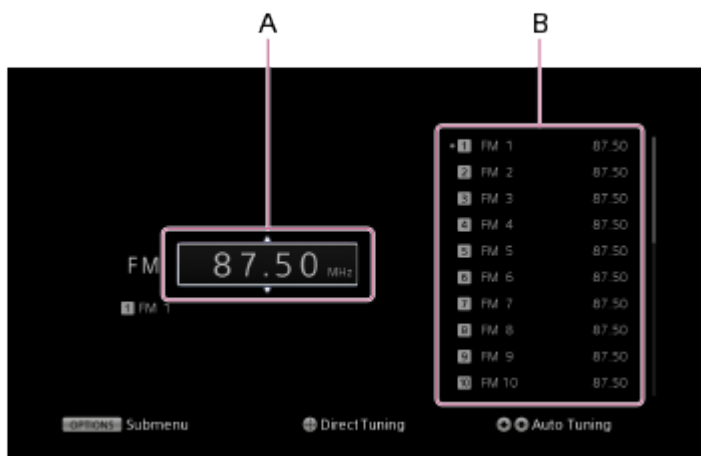 A B
1 FM 1 87.50
2 FM 2 87.50
3 FM 3 87.50
4 FM 4 87.50
5 FM 5 87.50
6 FM 6 87.50
7 FM 7 87.50
8 FM 8 87.50
9 FM 9 87.50
10 FM 10 87.50
FM 87.50 MHz
1 FM 1
OPTIONS Submenu Direct Tuning Auto Tuning